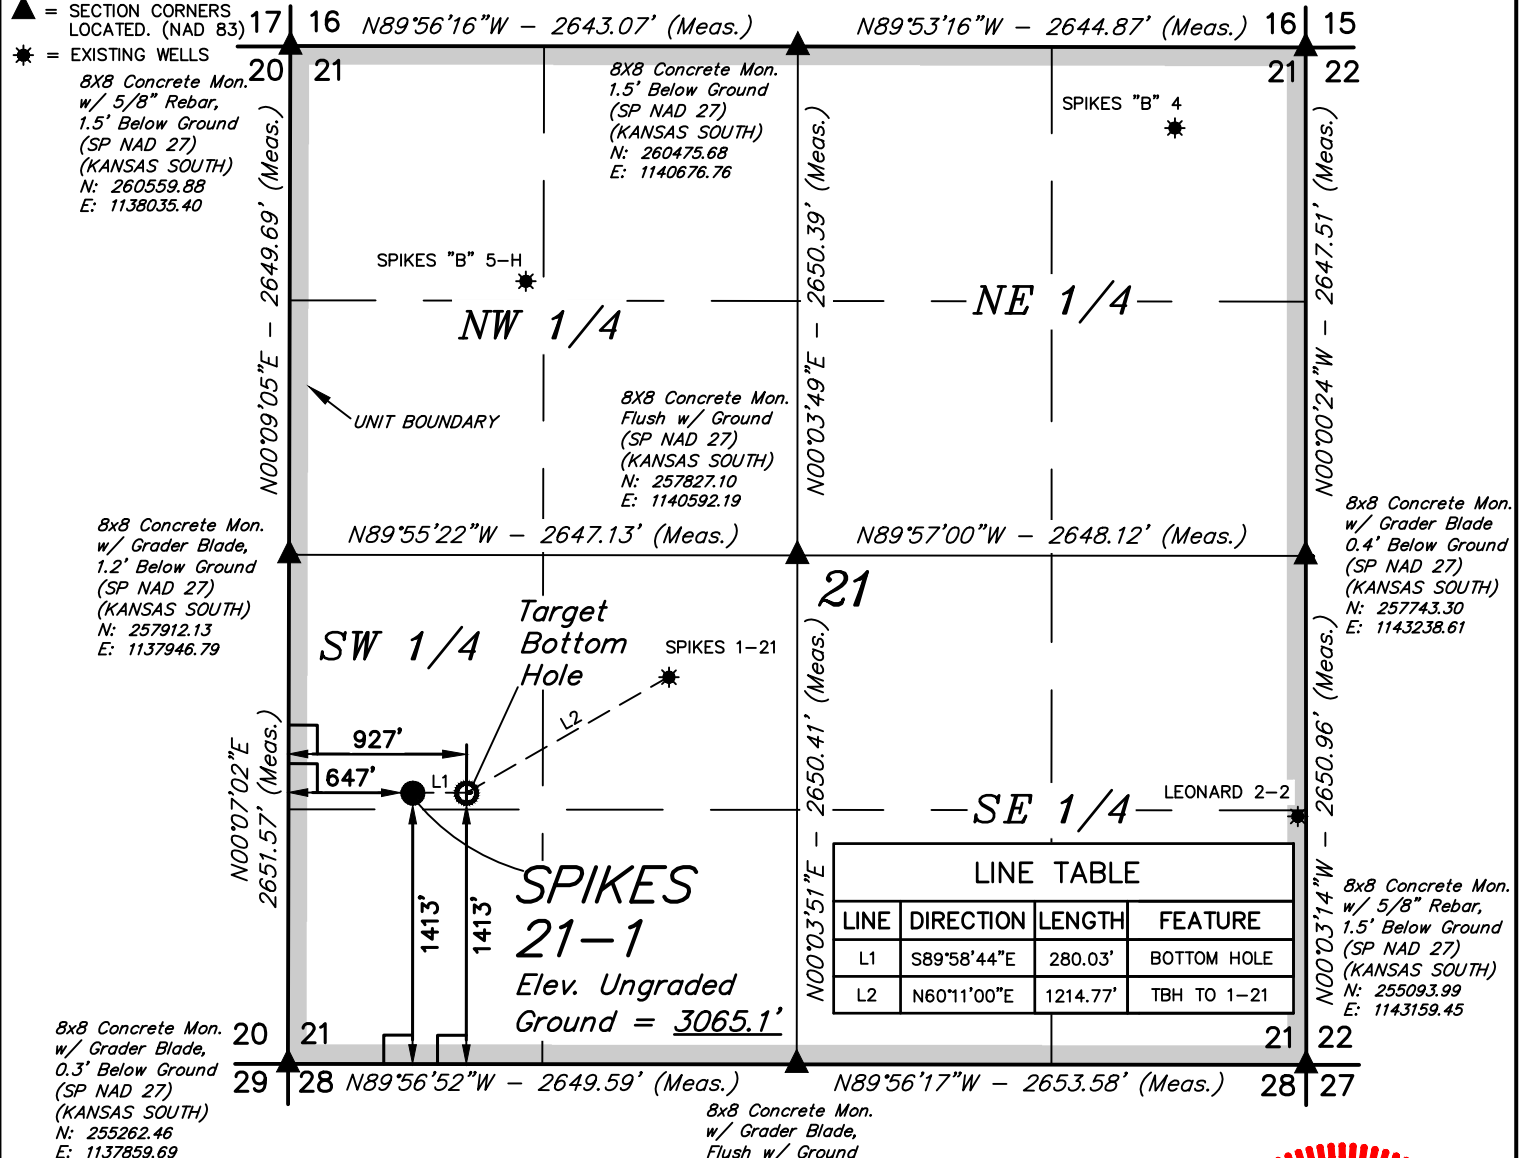 ▲ = SECTION CORNERS
LOCATED. (NAD 83)
= EXISTING WELLS
17 16
20 21
16 15
21 22
N89°56'16"W - 2643.07' (Meas.)
N89°53'16"W - 2644.87' (Meas.)
8X8 Concrete Mon.
w/ 5/8" Rebar,
1.5' Below Ground
(SP NAD 27)
(KANSAS SOUTH)
N: 260559.88
E: 1138035.40
8X8 Concrete Mon.
1.5' Below Ground
(SP NAD 27)
(KANSAS SOUTH)
N: 260475.68
E: 1140676.76
SPIKES "B" 4
N00°09'05"E - 2649.69' (Meas.)
N00°03'49"E - 2650.39' (Meas.)
N00°00'24"W - 2647.51' (Meas.)
SPIKES "B" 5-H
NW 1/4
NE 1/4
UNIT BOUNDARY
8X8 Concrete Mon.
Flush w/ Ground
(SP NAD 27)
(KANSAS SOUTH)
N: 257827.10
E: 1140592.19
8x8 Concrete Mon.
w/ Grader Blade,
1.2' Below Ground
(SP NAD 27)
(KANSAS SOUTH)
N: 257912.13
E: 1137946.79
N89°55'22"W - 2647.13' (Meas.)
N89°57'00"W - 2648.12' (Meas.)
8x8 Concrete Mon.
w/ Grader Blade
0.4' Below Ground
(SP NAD 27)
(KANSAS SOUTH)
N: 257743.30
E: 1143238.61
21
SW 1/4
Target
Bottom
Hole
SPIKES 1-21
L2
927'
647'
L1
N00°07'02"E
2651.57' (Meas.)
N00°03'51"E - 2650.41' (Meas.)
N00°03'14"W - 2650.96' (Meas.)
LEONARD 2-2
SE 1/4
1413'
1413'
SPIKES
21-1
Elev. Ungraded
Ground = 3065.1'
LINE TABLE
LINE DIRECTION LENGTH FEATURE
L1 S89°58'44"E 280.03' BOTTOM HOLE
L2 N60°11'00"E 1214.77' TBH TO 1-21
8x8 Concrete Mon.
w/ 5/8" Rebar,
1.5' Below Ground
(SP NAD 27)
(KANSAS SOUTH)
N: 255093.99
E: 1143159.45
8x8 Concrete Mon.
w/ Grader Blade,
0.3' Below Ground
(SP NAD 27)
(KANSAS SOUTH)
N: 255262.46
E: 1137859.69
20 21
29 28
21 22
28 27
N89°56'52"W - 2649.59' (Meas.)
N89°56'17"W - 2653.58' (Meas.)
8x8 Concrete Mon.
w/ Grader Blade,
Flush w/ Ground